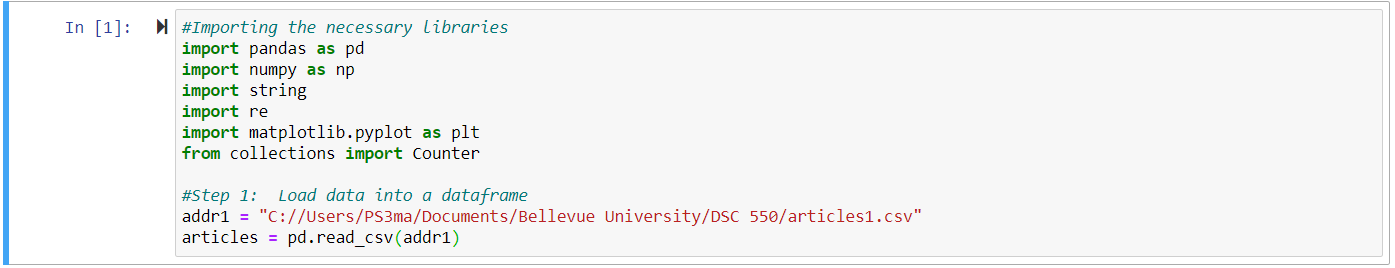 In [1]:
#Importing the necessary libraries
import pandas as pd
import numpy as np
import string
import re
import matplotlib.pyplot as plt
from collections import Counter
#Step 1:  Load data into a dataframe
addr1 = "C://Users/PS3ma/Documents/Bellevue University/DSC 550/articles1.csv"
articles = pd.read_csv(addr1)